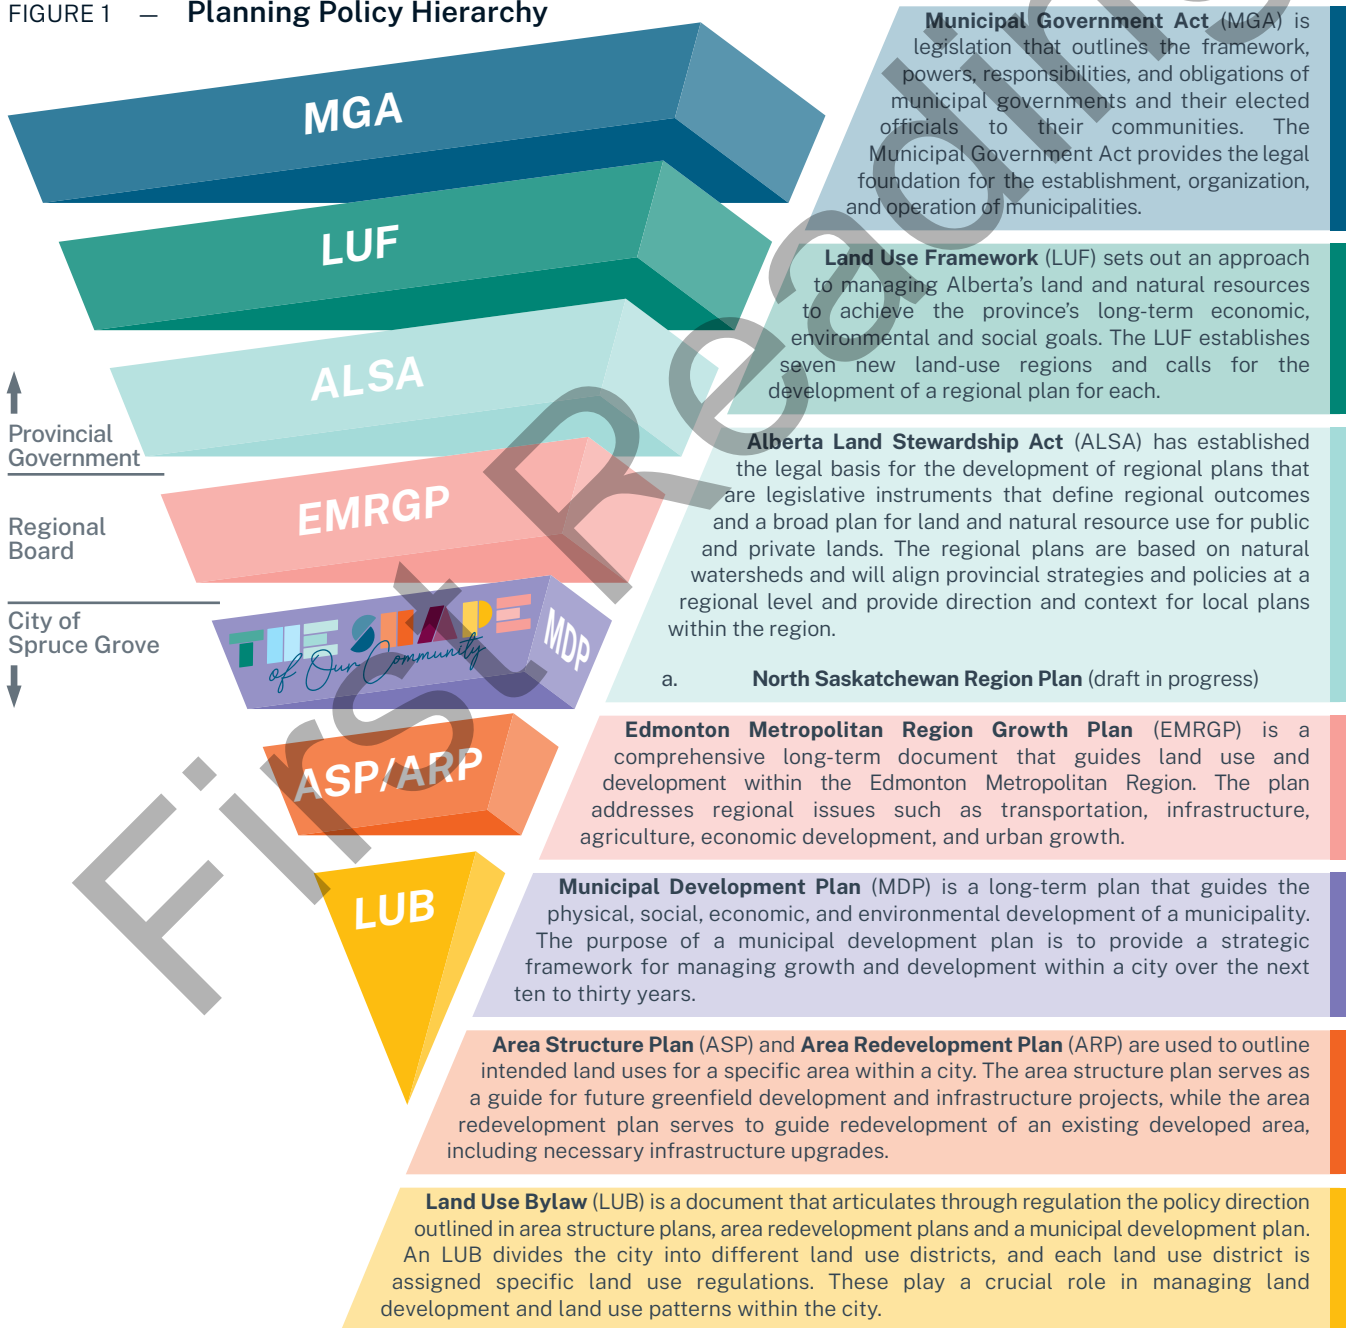 FIGURE 1 — Planning Policy Hierarchy
MGA
LUF
ALSA
Provincial
Government
EMRGP
Regional
Board
City of
Spruce Grove
THE SHAPE
of Our Community
MDP
ASP/ARP
LUB
Municipal Government Act (MGA) is
legislation that outlines the framework,
powers, responsibilities, and obligations of
municipal governments and their elected
officials to their communities. The
Municipal Government Act provides the legal
foundation for the establishment, organization,
and operation of municipalities.
Land Use Framework (LUF) sets out an approach
to managing Alberta's land and natural resources
to achieve the province's long-term economic,
environmental and social goals. The LUF establishes
seven new land-use regions and calls for the
development of a regional plan for each.
Alberta Land Stewardship Act (ALSA) has established
the legal basis for the development of regional plans that
are legislative instruments that define regional outcomes
and a broad plan for land and natural resource use for public
and private lands. The regional plans are based on natural
watersheds and will align provincial strategies and policies at a
regional level and provide direction and context for local plans
within the region.
a. North Saskatchewan Region Plan (draft in progress)
Edmonton Metropolitan Region Growth Plan (EMRGP) is a
comprehensive long-term document that guides land use and
development within the Edmonton Metropolitan Region. The plan
addresses regional issues such as transportation, infrastructure,
agriculture, economic development, and urban growth.
Municipal Development Plan (MDP) is a long-term plan that guides the
physical, social, economic, and environmental development of a municipality.
The purpose of a municipal development plan is to provide a strategic
framework for managing growth and development within a city over the next
ten to thirty years.
Area Structure Plan (ASP) and Area Redevelopment Plan (ARP) are used to outline
intended land uses for a specific area within a city. The area structure plan serves as
a guide for future greenfield development and infrastructure projects, while the area
redevelopment plan serves to guide redevelopment of an existing developed area,
including necessary infrastructure upgrades.
Land Use Bylaw (LUB) is a document that articulates through regulation the policy direction
outlined in area structure plans, area redevelopment plans and a municipal development plan.
An LUB divides the city into different land use districts, and each land use district is
assigned specific land use regulations. These play a crucial role in managing land
development and land use patterns within the city.
First Reading